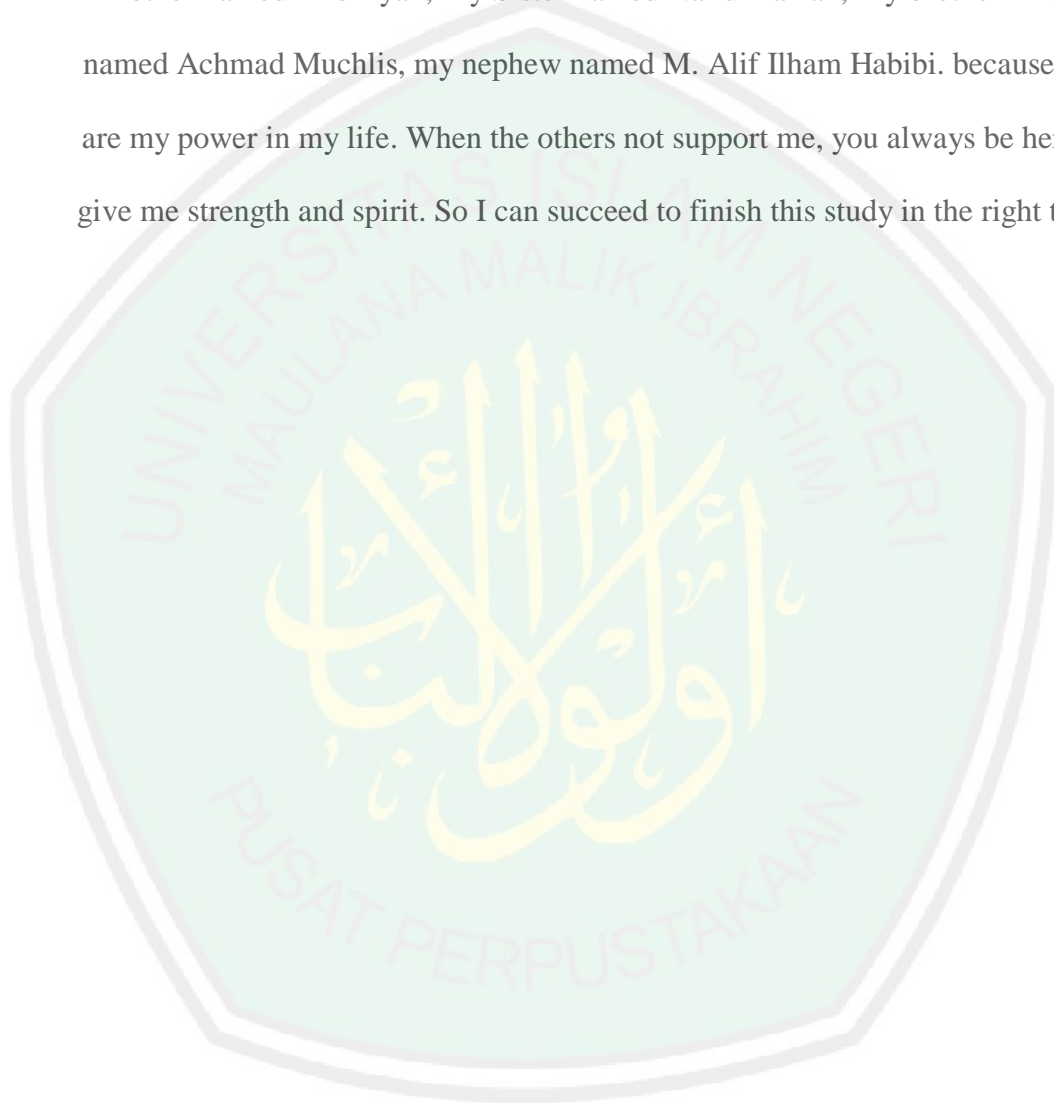 named Achmad Muchlis, my nephew named M. Alif Ilham Habibi. because
are my power in my life. When the others not support me, you always be
give me strength and spirit. So I can succeed to finish this study in the right
UNIVERSITAS ISLAM NEGERI
MAULANA MALIK IBRAHIM
أولوا الألباب
PUSAT PERPUSTAKAAN